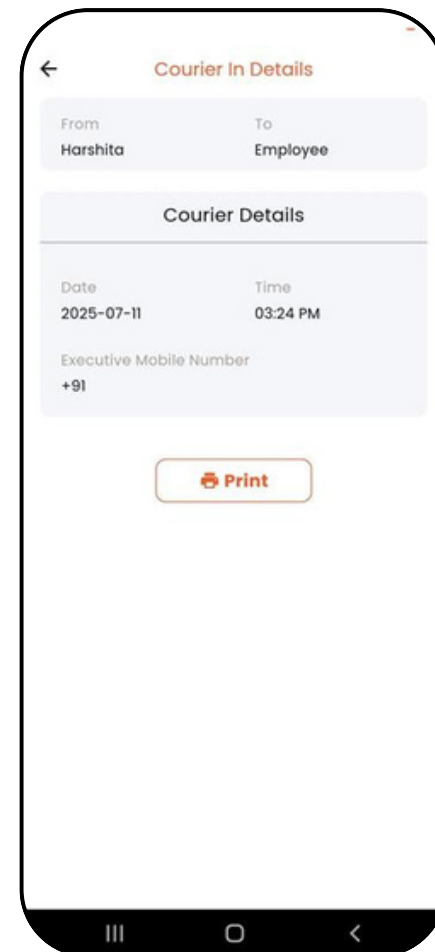 Courier In Details
From To
Harshita Employee
Courier Details
Date Time
2025-07-11 03:24 PM
Executive Mobile Number
+91
Print